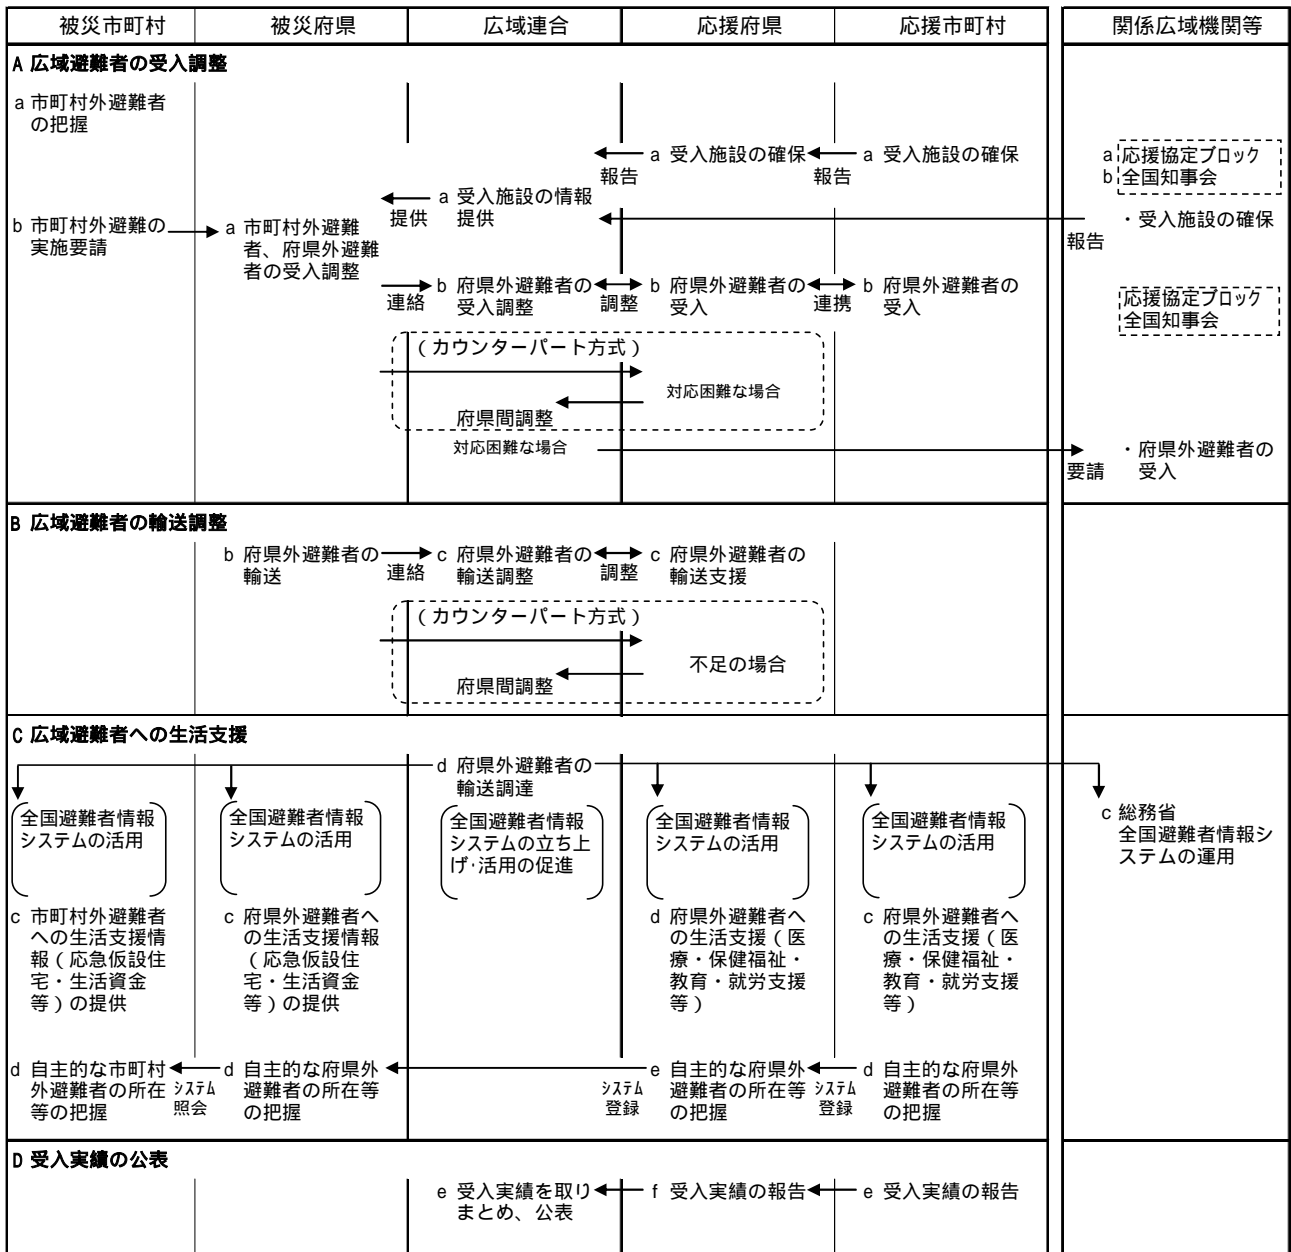 被災市町村
被災府県
広域連合
応援府県
応援市町村
関係広域機関等
A 広域避難者の受入調整
a 市町村外避難者
の把握
a 受入施設の確保
a 受入施設の確保
報告
報告
a 応援協定ブロック
b 全国知事会
a 受入施設の情報
提供
提供
・受入施設の確保
報告
b 市町村外避難の
実施要請
a 市町村外避難
者、府県外避難
者の受入調整
連絡
b 府県外避難者の
受入調整
調整
b 府県外避難者の
受入
連携
b 府県外避難者の
受入
応援協定ブロック
全国知事会
(カウンターパート方式)
対応困難な場合
府県間調整
対応困難な場合
要請
・府県外避難者の
受入
B 広域避難者の輸送調整
b 府県外避難者の
輸送
連絡
c 府県外避難者の
輸送調整
調整
c 府県外避難者の
輸送支援
(カウンターパート方式)
不足の場合
府県間調整
C 広域避難者への生活支援
d 府県外避難者の
輸送調達
全国避難者情報
システムの活用
全国避難者情報
システムの活用
全国避難者情報
システムの立ち上
げ・活用の促進
全国避難者情報
システムの活用
全国避難者情報
システムの活用
c 総務省
全国避難者情報シ
ステムの運用
c 市町村外避難者
への生活支援情
報(応急仮設住
宅・生活資金
等)の提供
c 府県外避難者へ
の生活支援情報
(応急仮設住
宅・生活資金
等)の提供
d 府県外避難者へ
の生活支援(医
療・保健福祉・
教育・就労支援
等)
c 府県外避難者へ
の生活支援(医
療・保健福祉・
教育・就労支援
等)
d 自主的な市町村
外避難者の所在
等の把握
システム
照会
d 自主的な府県外
避難者の所在等
の把握
システム
登録
e 自主的な府県外
避難者の所在等
の把握
システム
登録
d 自主的な府県外
避難者の所在等
の把握
D 受入実績の公表
e 受入実績を取り
まとめ、公表
f 受入実績の報告
e 受入実績の報告